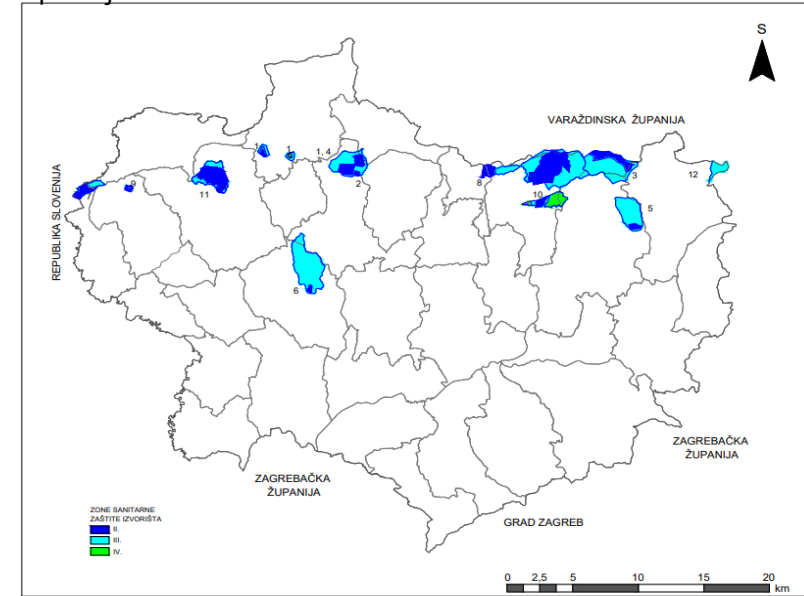 S
VARAŽDINSKA ŽUPANIJA
REPUBLIKA SLOVENIJA
1
1
1, 4
2
3
5
6
8
9
10
11
12
ZAGREBAČKA
ŽUPANIJA
ZAGREBAČKA
ŽUPANIJA
GRAD ZAGREB
ZONE SANITARNE
ZAŠTITE IZVORIŠTA
II.
III.
IV.
0 2,5 5 10 15 20
km